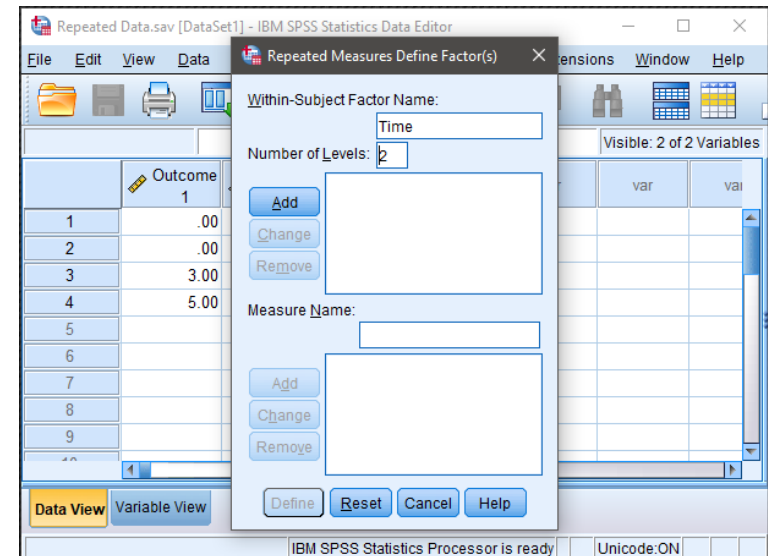 Repeated Data.sav [DataSet1] - IBM SPSS Statistics Data Editor
File Edit View Data ensions Window Help
Repeated Measures Define Factor(s)
Within-Subject Factor Name:
Time
Number of Levels: 2
Add
Change
Remove
Measure Name:
Add
Change
Remove
Define Reset Cancel Help
Visible: 2 of 2 Variables
Outcome
1
var var
1 .00
2 .00
3 3.00
4 5.00
5
6
7
8
9
Data View Variable View
IBM SPSS Statistics Processor is ready Unicode:ON